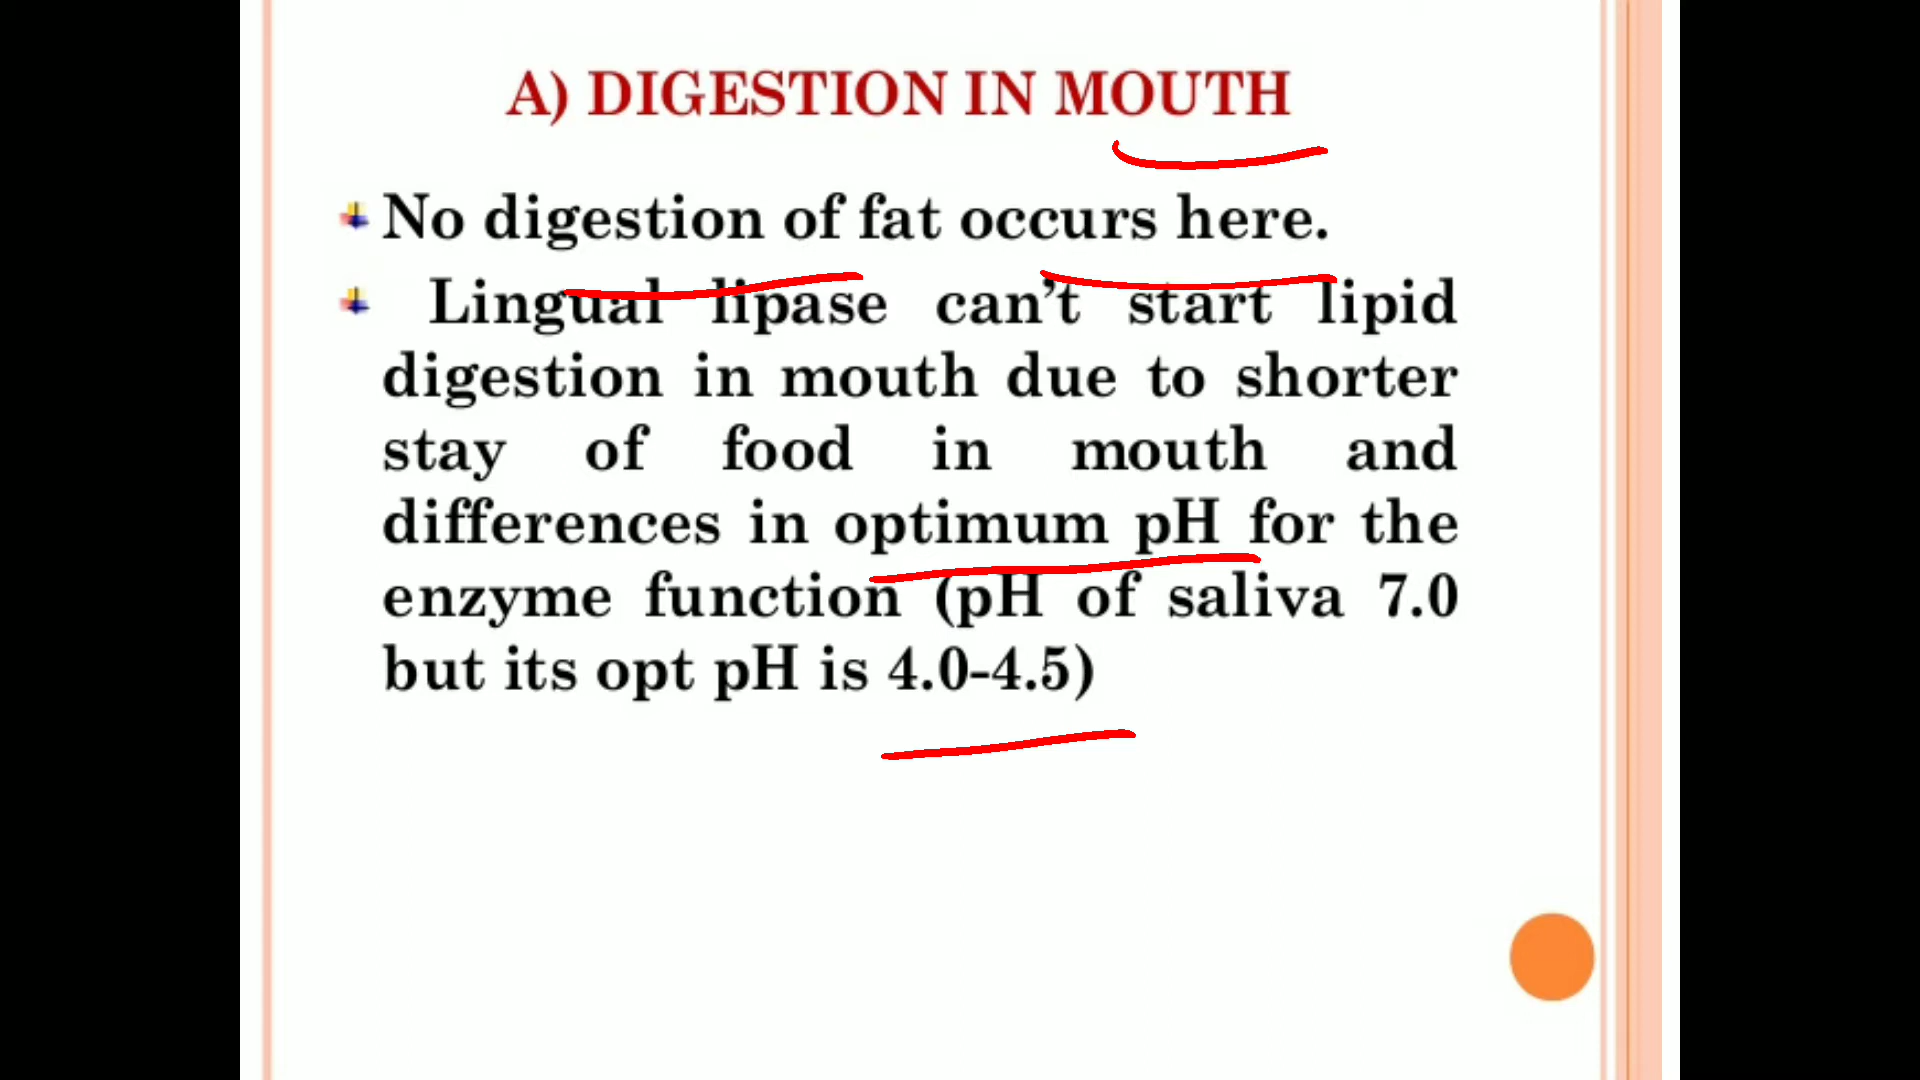 A) DIGESTION IN MOUTH
No digestion of fat occurs here.
Lingual lipase can't start lipid
digestion in mouth due to shorter
stay of food in mouth and
differences in optimum pH for the
enzyme function (pH of saliva 7.0
but its opt pH is 4.0-4.5)